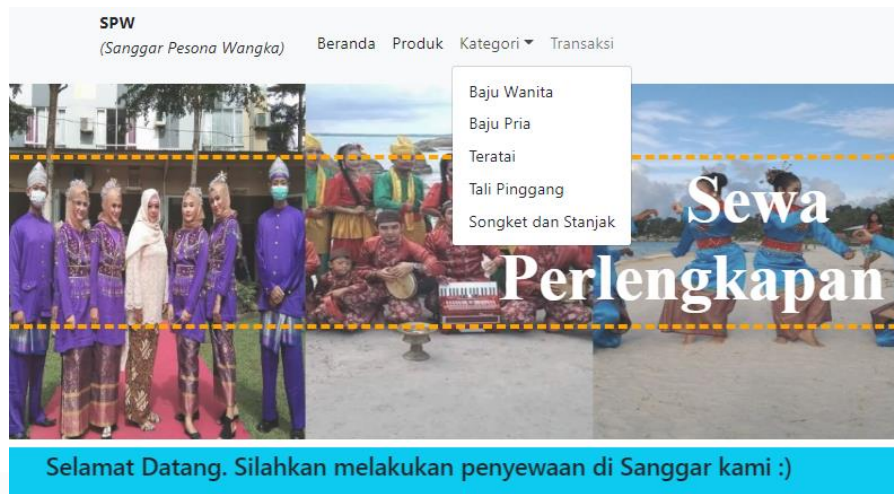 SPW
(Sanggar Pesona Wangka)
Beranda Produk Kategori Transaksi
Baju Wanita
Baju Pria
Teratai
Tali Pinggang
Songket dan Stanjak
Sewa
Perlengkapan
Selamat Datang. Silahkan melakukan penyewaan di Sanggar kami :)